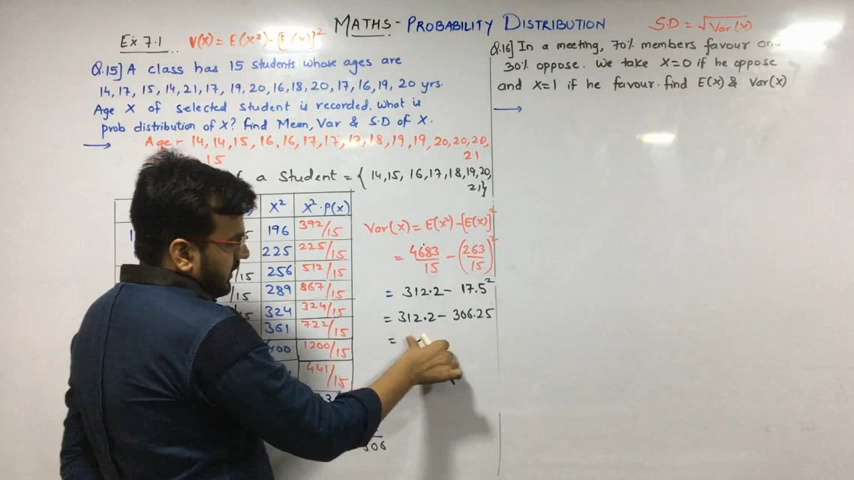 MATHS - PROBABILITY DISTRIBUTION
S.D = √Var(x)
Ex 7.1
V(x) = E(x²) - [E(x)]²
Q.15] A class has 15 students whose ages are
14, 17, 15, 14, 21, 17, 19, 20, 16, 18, 20, 17, 16, 19, 20 yrs.
Age X of selected student is recorded. What is
prob distribution of X? Find Mean, Var & S.D of X.
Age = 14, 14, 15, 16, 16, 17, 17, 17, 18, 19, 19, 20, 20, 20,
15 21
a student = { 14, 15, 16, 17, 18, 19, 20,
21}
X² X²·P(x)
196 392/15
225 225/15
256 512/15
289 867/15
324 324/15
361 722/15
400 1200/15
441/15
Var(x) = E(x²) - [E(x)]²
= 4683/15 - (263/15)²
= 312.2 - 17.5²
= 312.2 - 306.25
=
306
Q.16] In a meeting, 70% members favour and
30% oppose. We take X=0 if he oppose
and X=1 if he favour. find E(x) & Var(x)